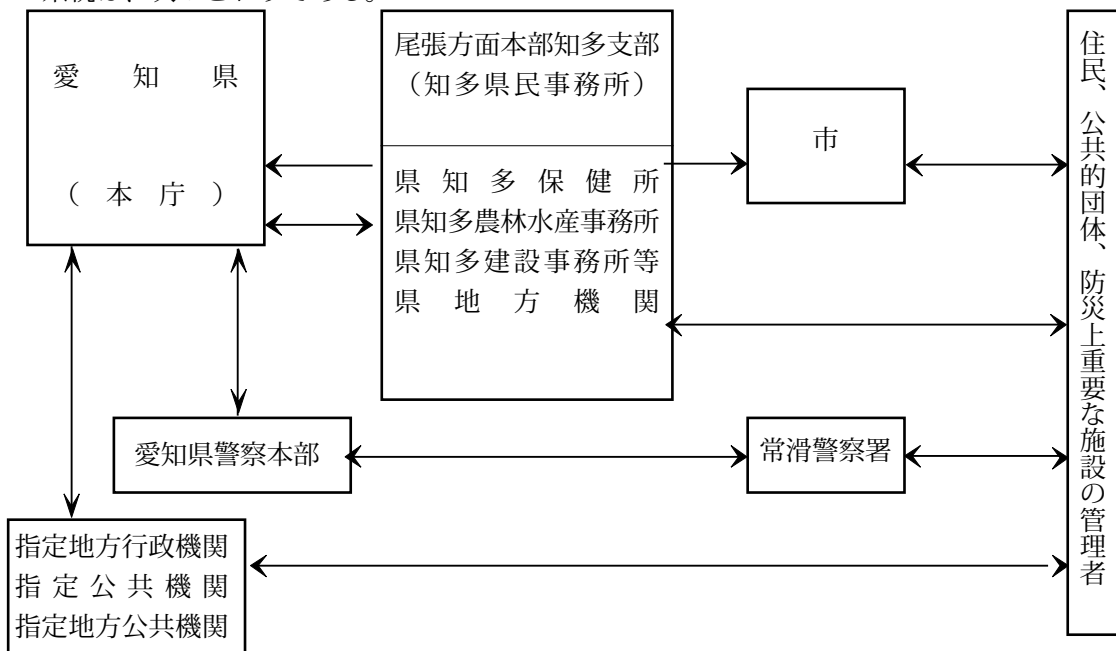 愛知県
（本庁）
尾張方面本部知多支部
（知多県民事務所）
県知多保健所
県知多農林水産事務所
県知多建設事務所等
県地方機関
市
住民、公共的団体、防災上重要な施設の管理者
愛知県警察本部
常滑警察署
指定地方行政機関
指定公共機関
指定地方公共機関